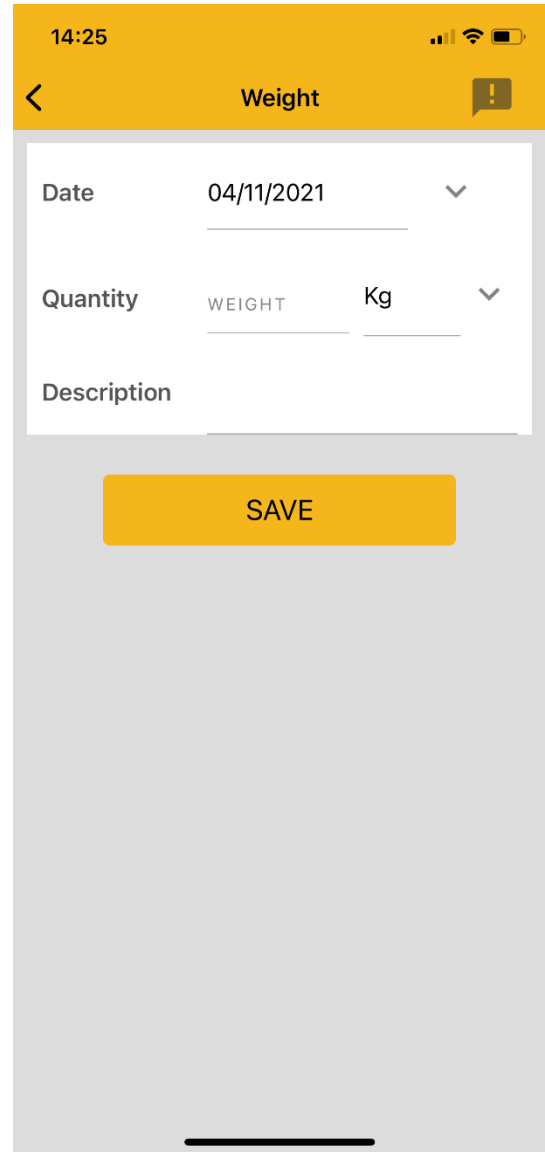 14:25
Weight
Date 04/11/2021
Quantity WEIGHT Kg
Description
SAVE